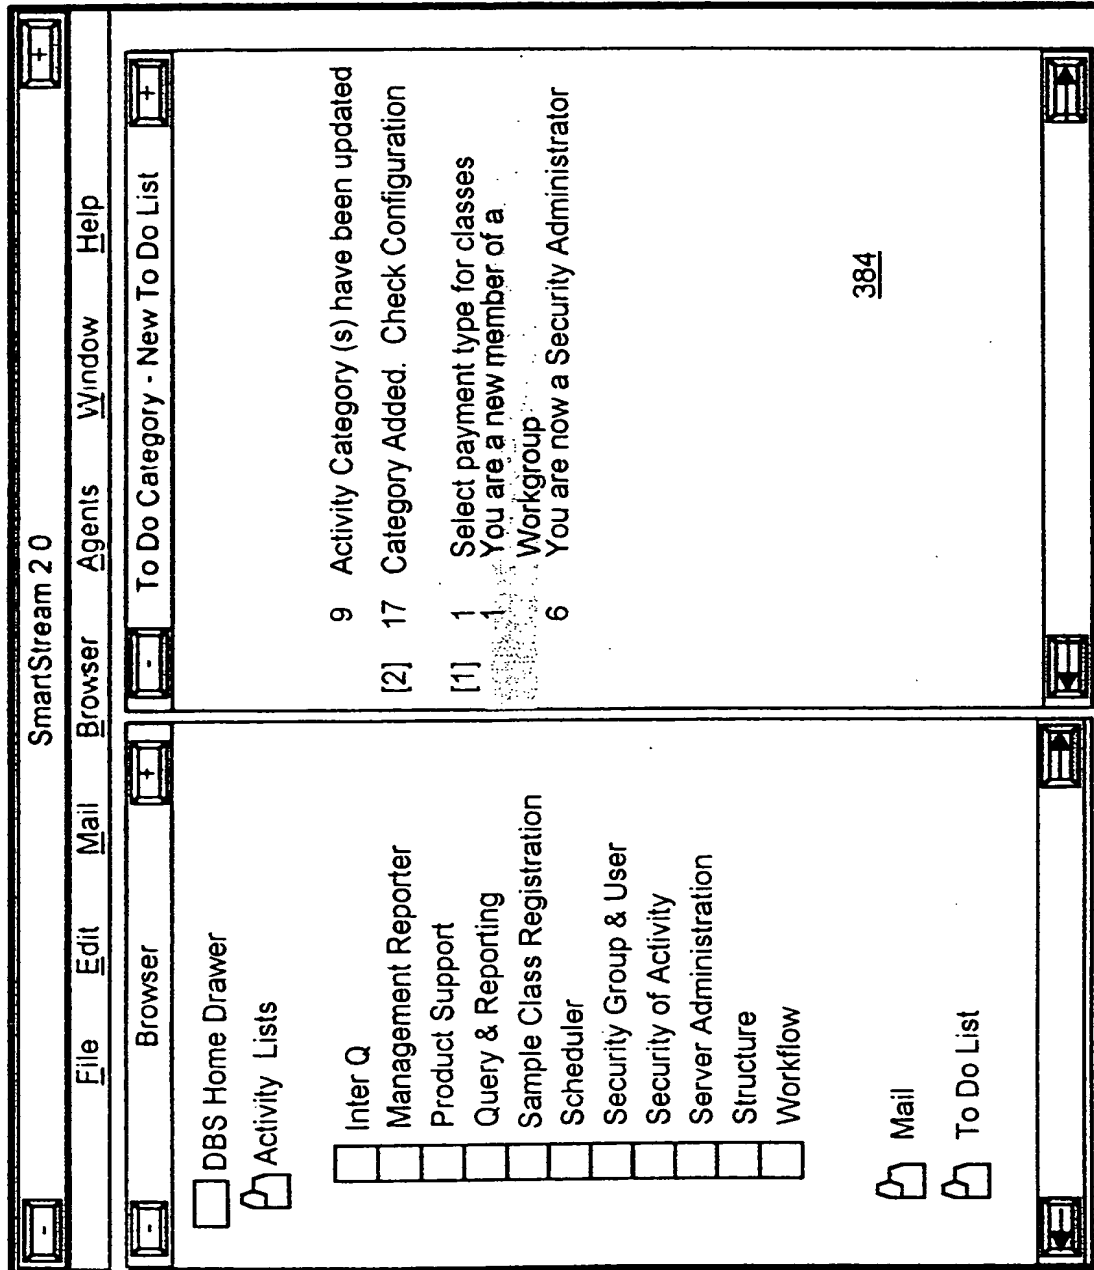 SmartStream 2 0
File Edit Mail Browser Agents Window Help
Browser
DBS Home Drawer
Activity Lists
Inter Q
Management Reporter
Product Support
Query & Reporting
Sample Class Registration
Scheduler
Security Group & User
Security of Activity
Server Administration
Structure
Workflow
Mail
To Do List
To Do Category - New To Do List
9 Activity Category (s) have been updated
[2] 17 Category Added. Check Configuration
[1] 1 Select payment type for classes
1 You are a new member of a
Workgroup
6 You are now a Security Administrator
384